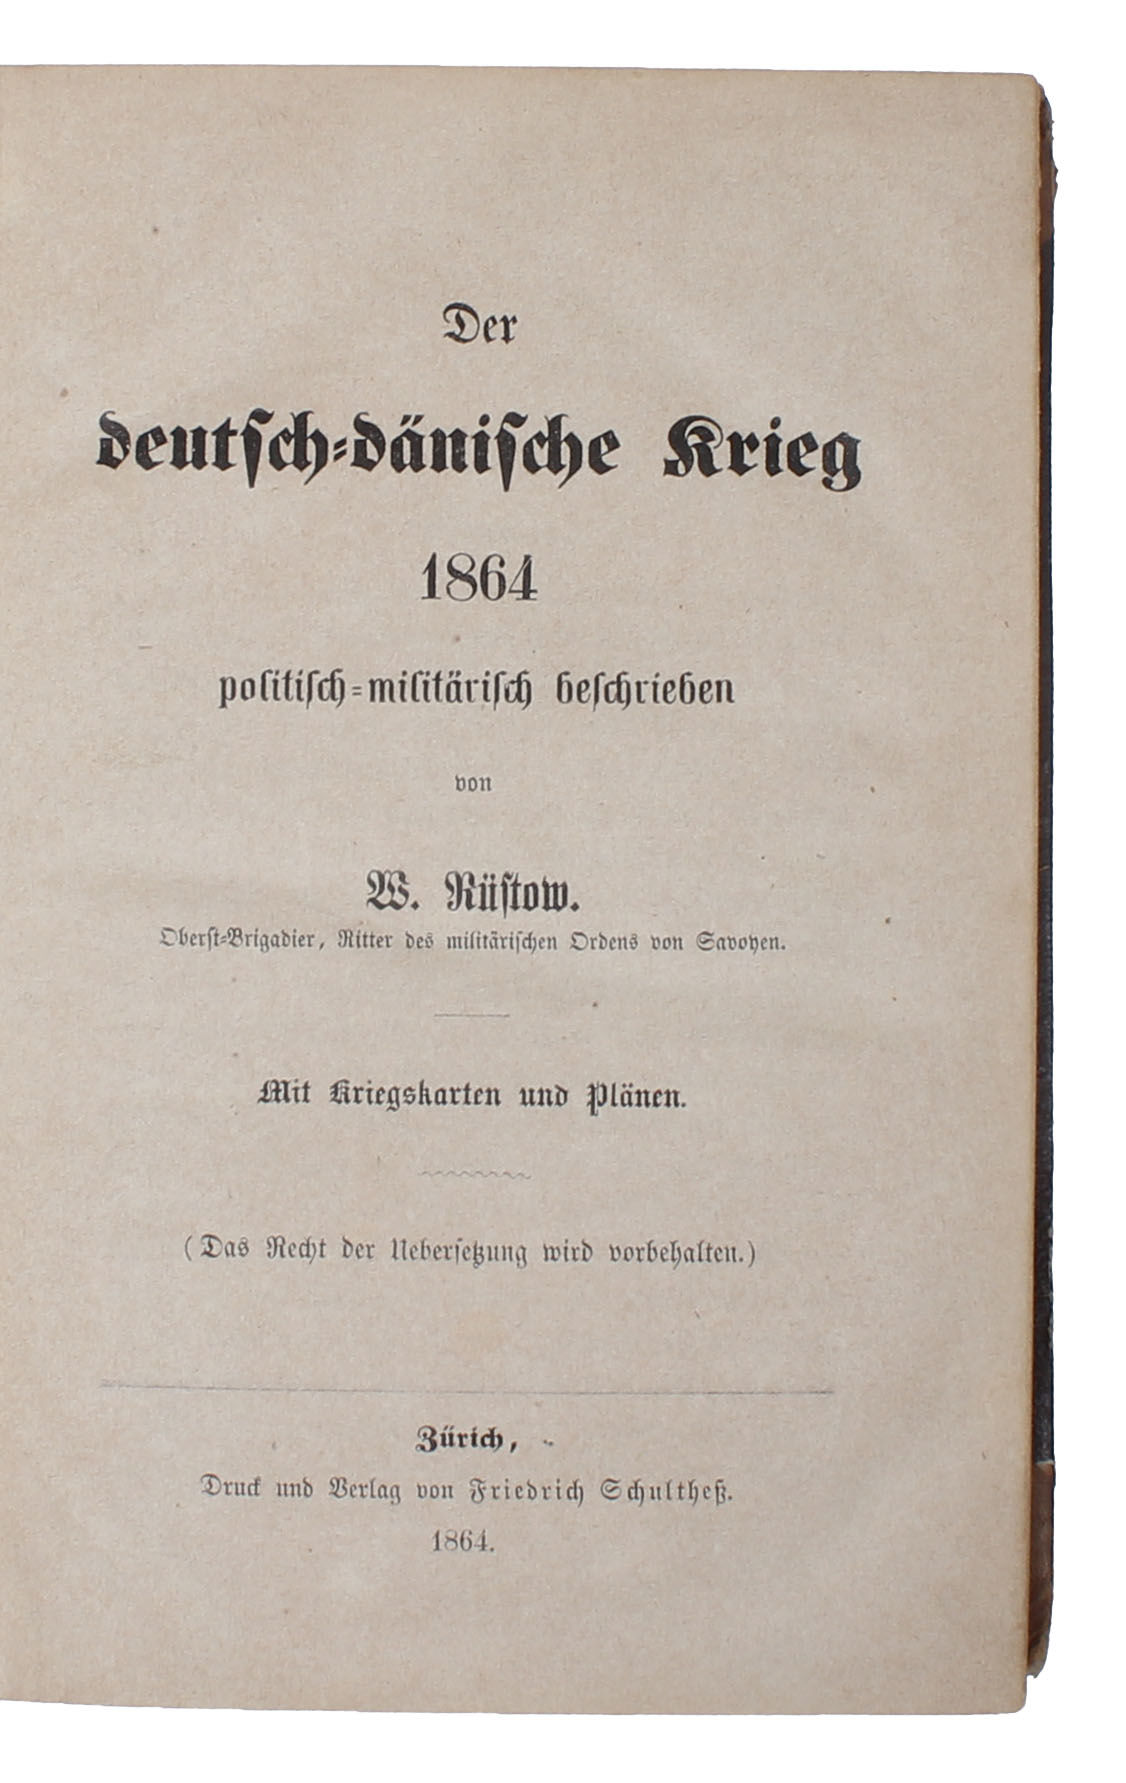 Der
deutsch-dänische Krieg
1864
politisch-militärisch beschrieben
von
W. Rüstow.
Oberst-Brigadier, Ritter des militärischen Ordens von Savoyen.
Mit Kriegskarten und Plänen.
(Das Recht der Uebersetzung wird vorbehalten.)
Zürich,
Druck und Verlag von Friedrich Schultheß.
1864.